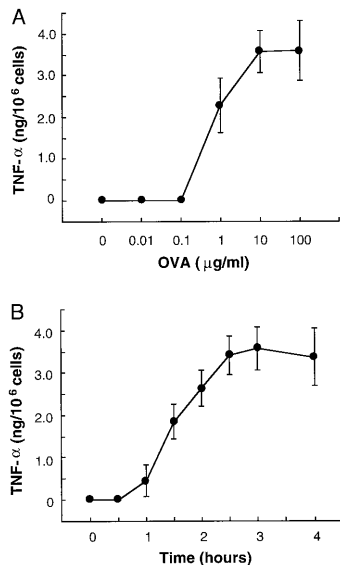 A
4.0
3.0
2.0
1.0
0
TNF-α (ng/10⁶ cells)
0 0.01 0.1 1 10 100
OVA ( μg/ml)
B
4.0
3.0
2.0
1.0
0
TNF-α (ng/10⁶ cells)
0 1 2 3 4
Time (hours)